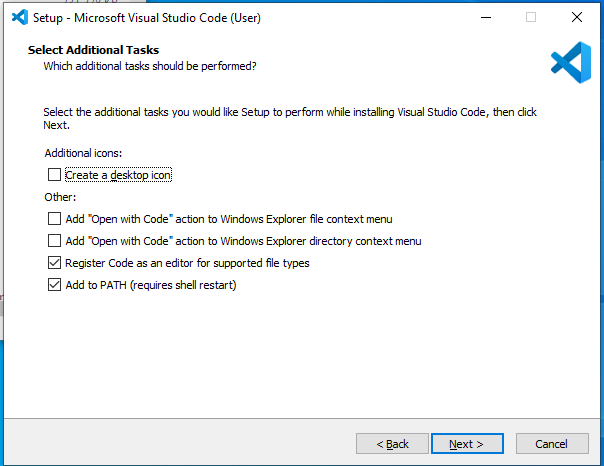 Setup - Microsoft Visual Studio Code (User)
Select Additional Tasks
Which additional tasks should be performed?
Select the additional tasks you would like Setup to perform while installing Visual Studio Code, then click
Next.
Additional icons:
Create a desktop icon
Other:
Add "Open with Code" action to Windows Explorer file context menu
Add "Open with Code" action to Windows Explorer directory context menu
Register Code as an editor for supported file types
Add to PATH (requires shell restart)
< Back
Next >
Cancel